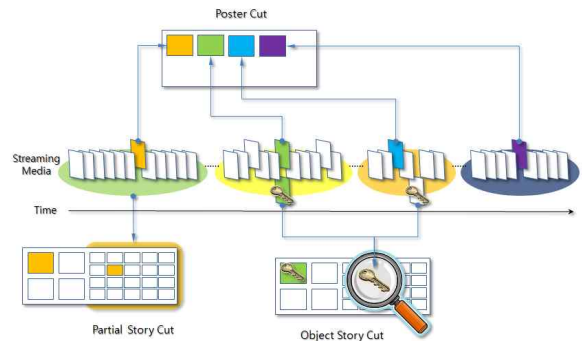 Poster Cut
Streaming
Media
Time
Partial Story Cut
Object Story Cut